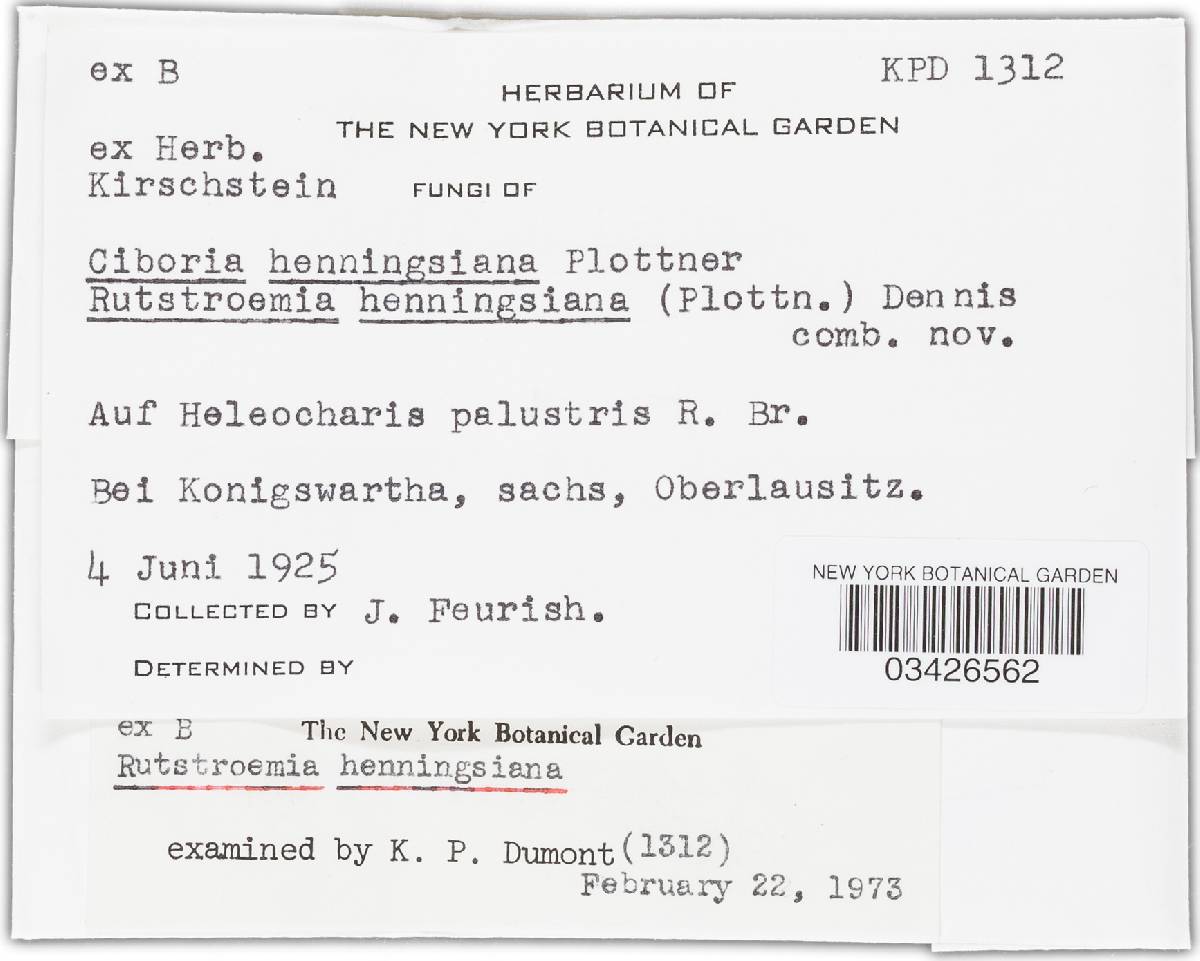 ex B
KPD 1312
HERBARIUM OF
THE NEW YORK BOTANICAL GARDEN
ex Herb.
Kirschstein
FUNGI OF
Ciboria henningsiana Plottner
Rutstroemia henningsiana (Plottn.) Dennis
comb. nov.
Auf Heleocharis palustris R. Br.
Bei Konigswartha, sachs, Oberlausitz.
4 Juni 1925
COLLECTED BY J. Feurish.
DETERMINED BY
NEW YORK BOTANICAL GARDEN
03426562
ex B The New York Botanical Garden
Rutstroemia henningsiana
examined by K. P. Dumont (1312)
February 22, 1973